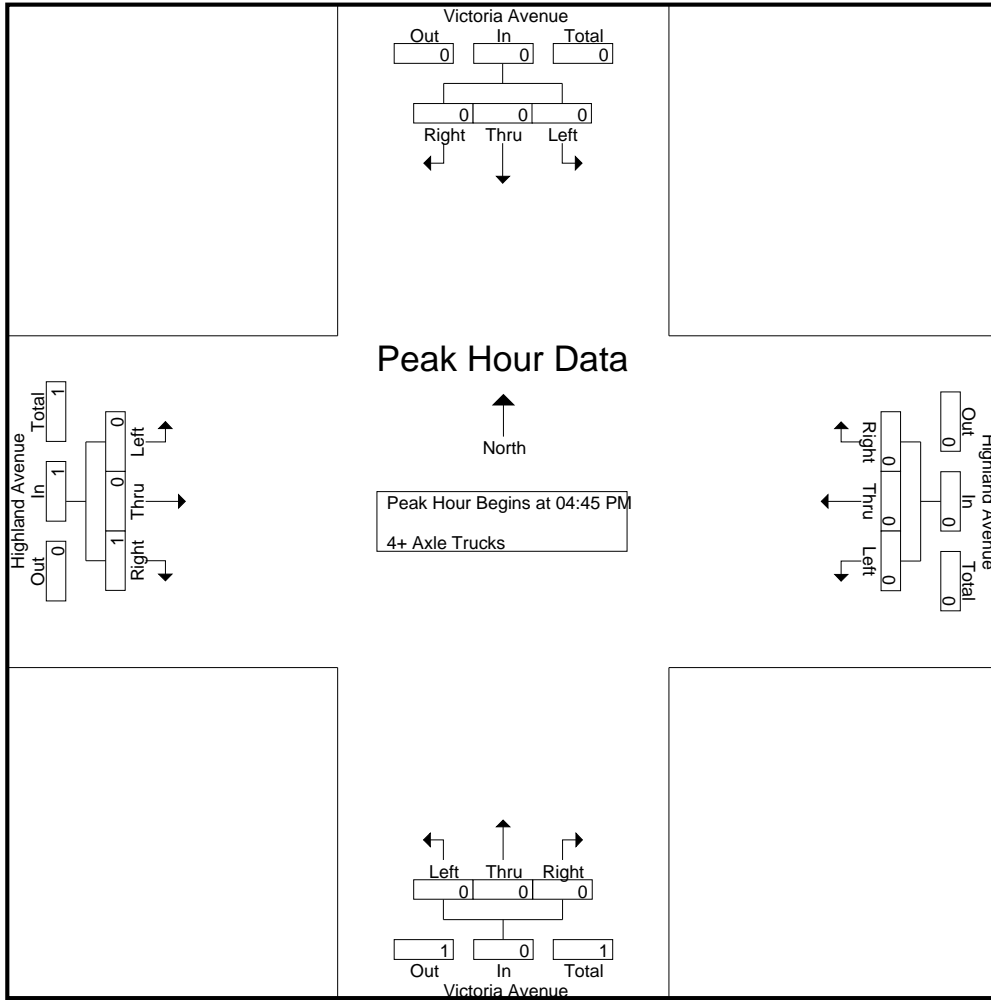 Victoria Avenue
Out In Total
0 0 0
0 0 0
Right Thru Left
Peak Hour Data
North
Peak Hour Begins at 04:45 PM
4+ Axle Trucks
Highland Avenue
Out In Total
0 1 1
1 0 0
Right Thru Left
Highland Avenue
Out In Total
0 0 0
0 0 0
Right Thru Left
Left Thru Right
0 0 0
1 0 1
Out In Total
Victoria Avenue